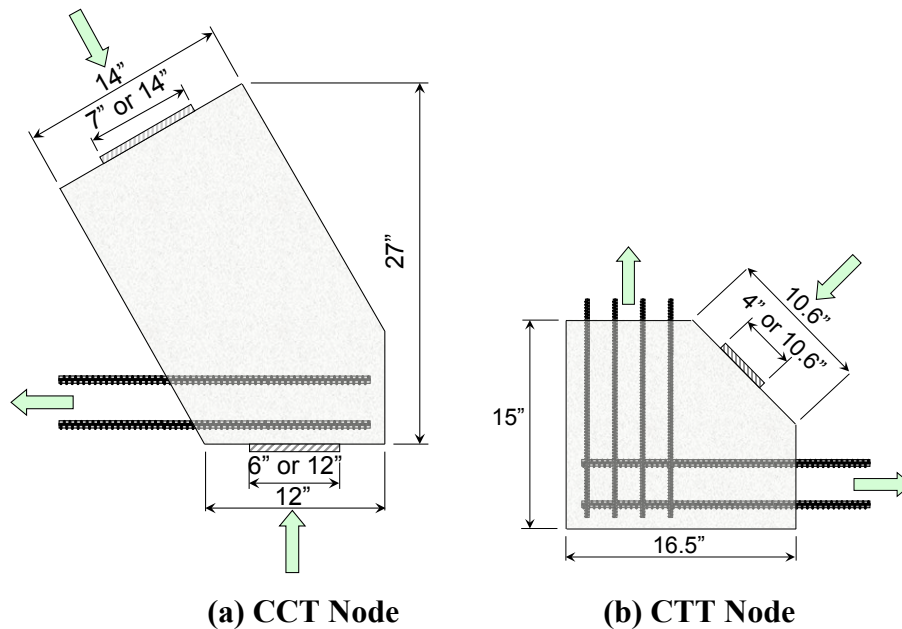 14”
7” or 14”
27”
6” or 12”
12”
10.6”
4” or 10.6”
15”
16.5”
(a) CCT Node
(b) CTT Node